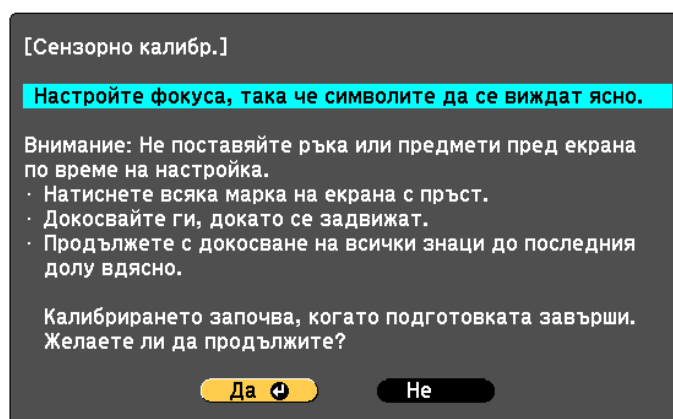 [Сензорно калибр.]
Настройте фокуса, така че символите да се виждат ясно.
Внимание: Не поставяйте ръка или предмети пред екрана
по време на настройка.
· Натиснете всяка марка на екрана с пръст.
· Докосвайте ги, докато се задвижат.
· Продължете с докосване на всички знаци до последния
долу вдясно.
Калибрирането започва, когато подготовката завърши.
Желаете ли да продължите?
Да Не